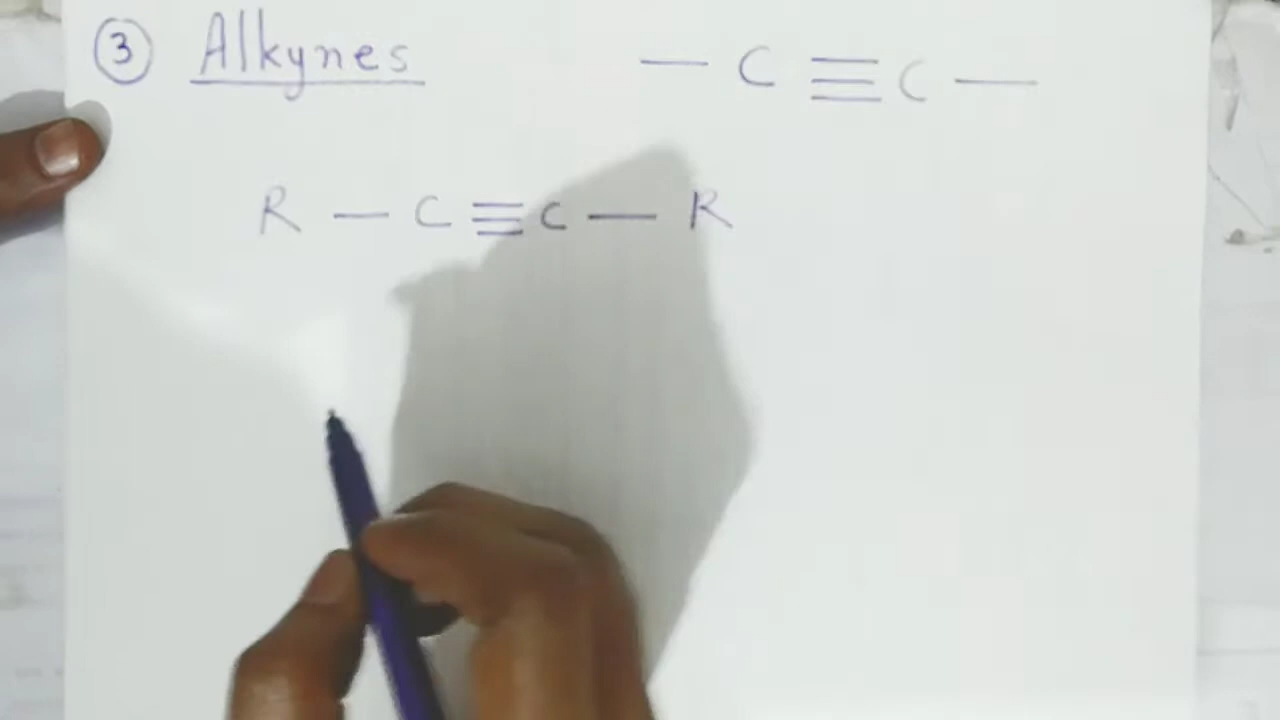 ③ Alkynes
— C ≡ C —
R — C ≡ C — R